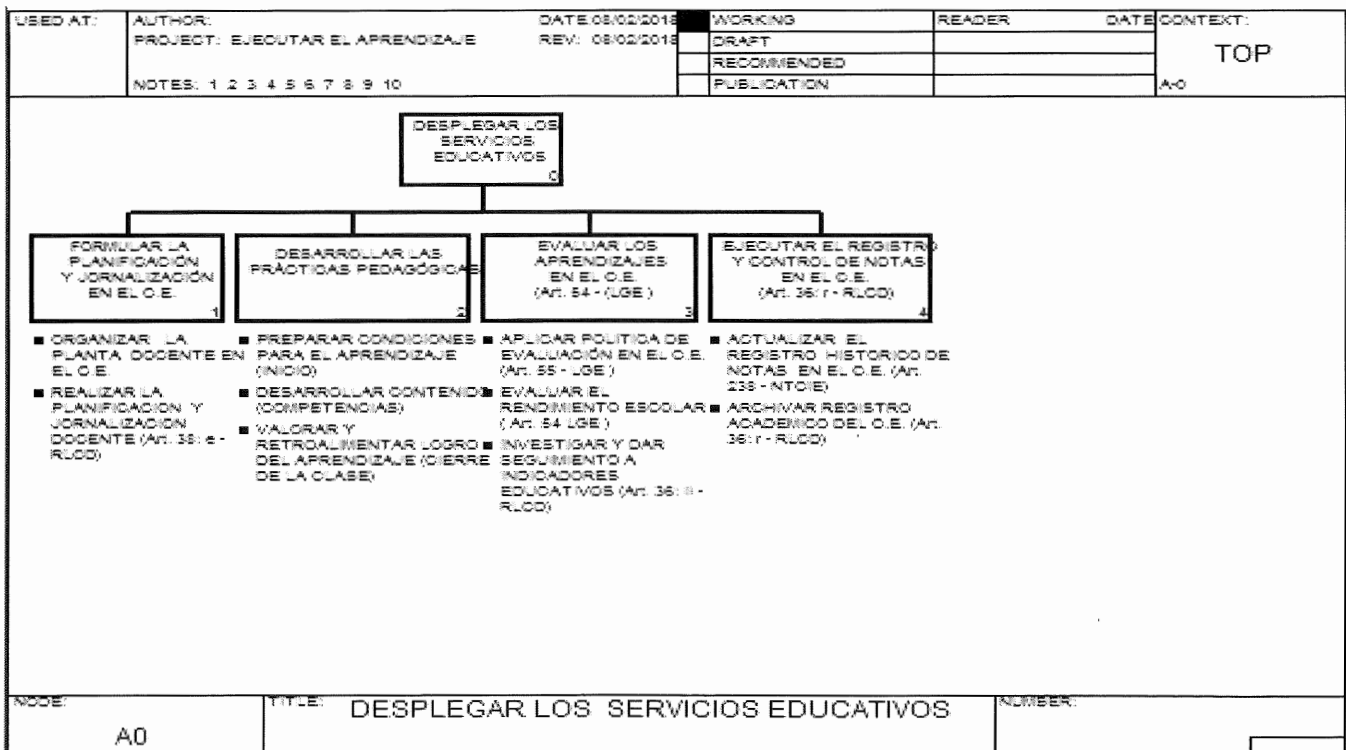 USED AT:
AUTHOR:
DATE: 08/02/2018
PROJECT: EJECUTAR EL APRENDIZAJE
REV: 08/02/2018
NOTES: 1 2 3 4 5 6 7 8 9 10
WORKING
DRAFT
RECOMMENDED
PUBLICATION
READER
DATE
CONTEXT:
TOP
A-0
DESPLEGAR LOS
SERVICIOS
EDUCATIVOS
0
FORMULAR LA
PLANIFICACIÓN
Y JORNALIZACIÓN
EN EL C.E.
1
DESARROLLAR LAS
PRÁCTICAS PEDAGÓGICAS
2
EVALUAR LOS
APRENDIZAJES
EN EL C.E.
(Art. 54 - (LGE )
3
EJECUTAR EL REGISTRO
Y CONTROL DE NOTAS
EN EL C.E.
(Art. 36: r - RLCD)
4
■ ORGANIZAR LA
PLANTA DOCENTE EN
EL C.E.
■ REALIZAR LA
PLANIFICACION Y
JORNALIZACION
DOCENTE (Art. 38: e -
RLCD)
■ PREPARAR CONDICIONES
PARA EL APRENDIZAJE
(INICIO)
■ DESARROLLAR CONTENIDO
(COMPETENCIAS)
■ VALORAR Y
RETROALIMENTAR LOGRO
DEL APRENDIZAJE (CIERRE
DE LA CLASE)
■ APLICAR POLITICA DE
EVALUACIÓN EN EL C.E.
(Art. 55 - LGE )
■ EVALUAR EL
RENDIMIENTO ESCOLAR
( Art. 54 LGE )
■ INVESTIGAR Y DAR
SEGUIMIENTO A
INDICADORES
EDUCATIVOS (Art. 36: -
RLCD)
■ ACTUALIZAR EL
REGISTRO HISTORICO DE
NOTAS EN EL C.E. (Art.
238 - NTCIE)
■ ARCHIVAR REGISTRO
ACADEMICO DEL C.E. (Art.
36: r - RLCD)
NODE:
A0
TITLE:
DESPLEGAR LOS SERVICIOS EDUCATIVOS
NUMBER: